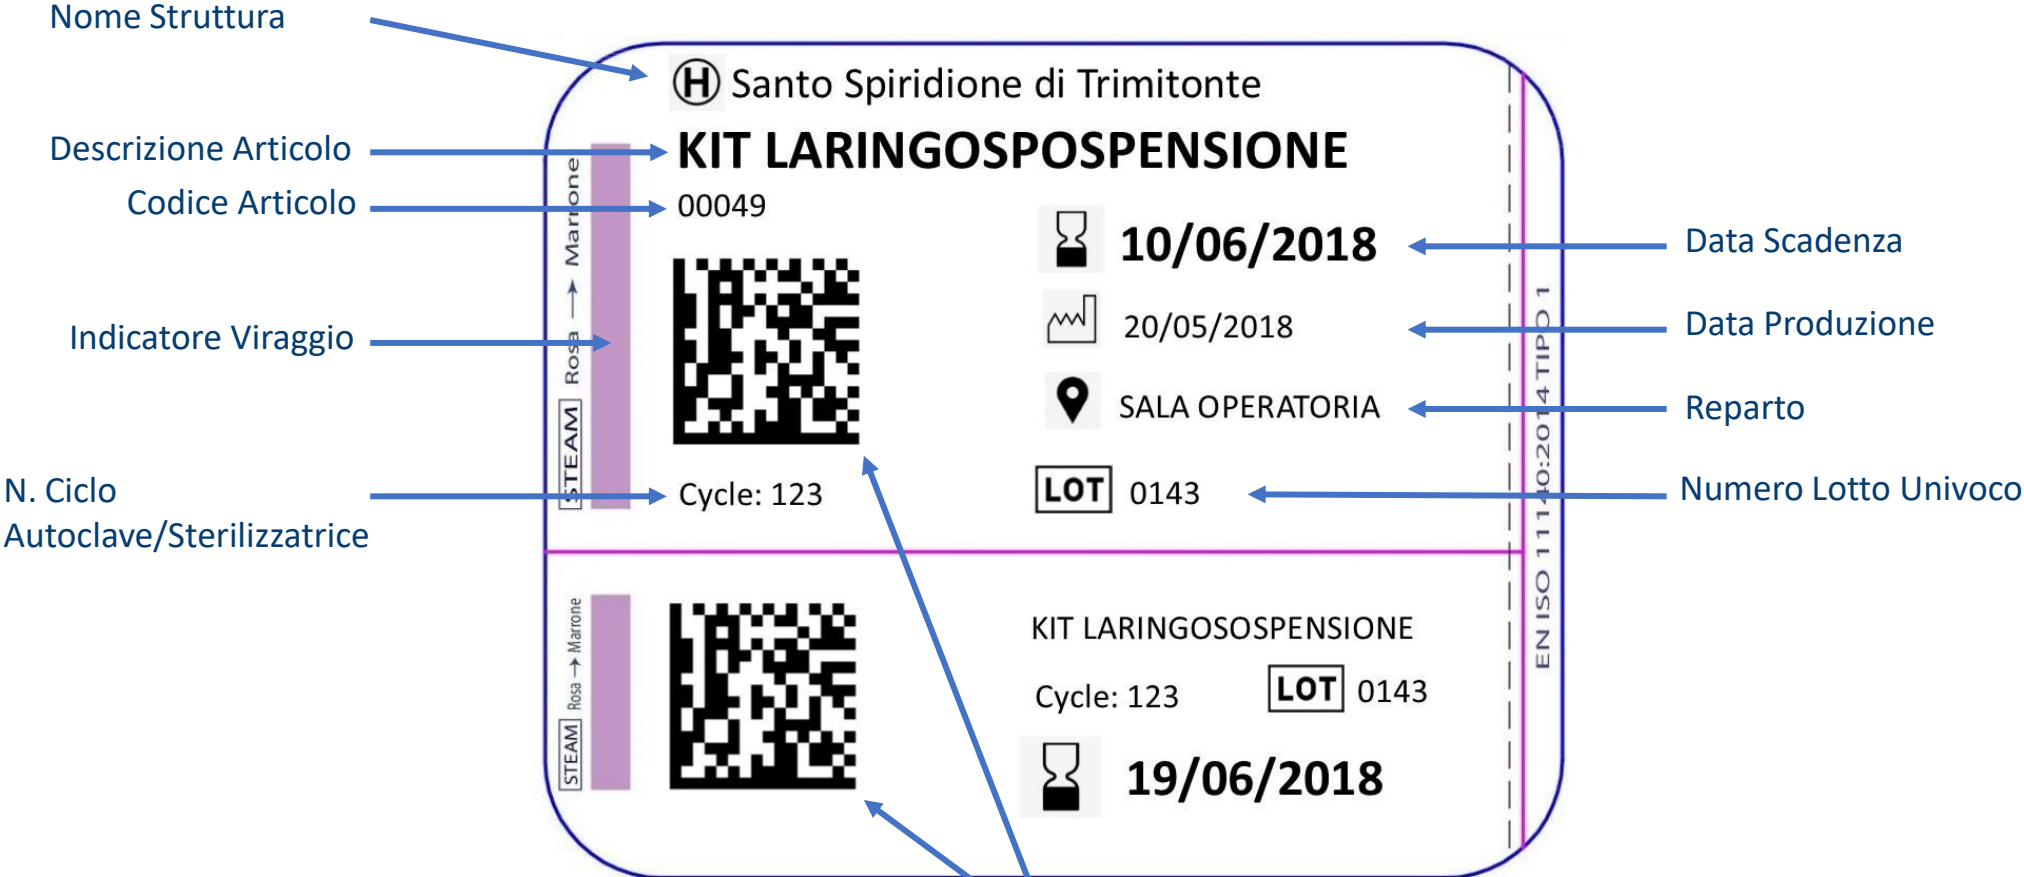 Nome Struttura
H Santo Spiridione di Trimitonte
Descrizione Articolo
KIT LARINGOSPOSPENSIONE
Codice Articolo
00049
10/06/2018
Data Scadenza
20/05/2018
Data Produzione
Indicatore Viraggio
STEAM Rosa → Marrone
SALA OPERATORIA
Reparto
N. Ciclo
Autoclave/Sterilizzatrice
Cycle: 123
LOT 0143
Numero Lotto Univoco
EN ISO 11140:2014 TIPO 1
STEAM Rosa → Marrone
KIT LARINGOSOSPENSIONE
Cycle: 123 LOT 0143
19/06/2018